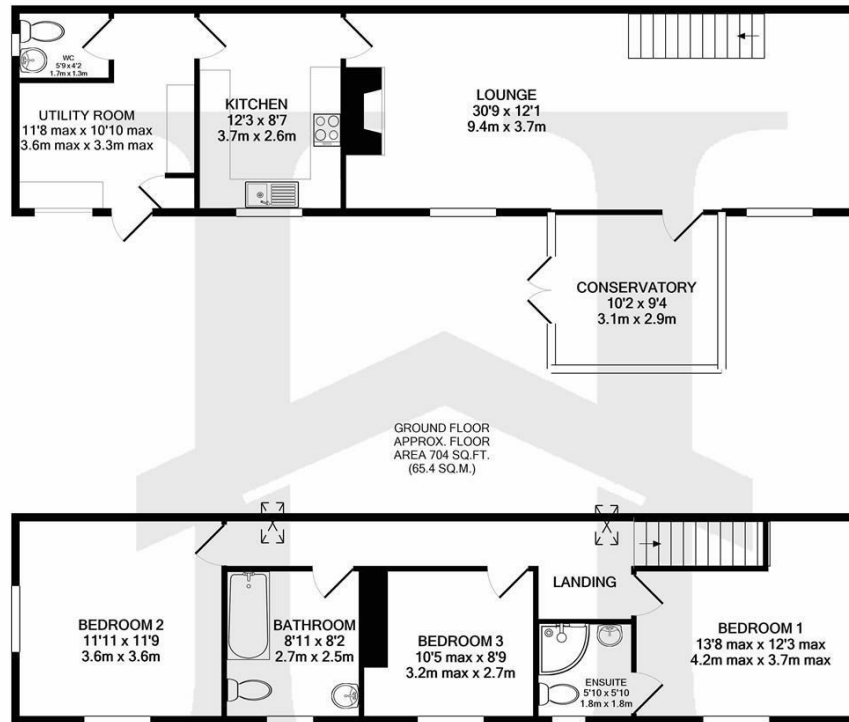 WC
5'9 x 4'2
1.7m x 1.3m
UTILITY ROOM
11'8 max x 10'10 max
3.6m max x 3.3m max
KITCHEN
12'3 x 8'7
3.7m x 2.6m
LOUNGE
30'9 x 12'1
9.4m x 3.7m
CONSERVATORY
10'2 x 9'4
3.1m x 2.9m
GROUND FLOOR
APPROX. FLOOR
AREA 704 SQ.FT.
(65.4 SQ.M.)
BEDROOM 2
11'11 x 11'9
3.6m x 3.6m
BATHROOM
8'11 x 8'2
2.7m x 2.5m
BEDROOM 3
10'5 max x 8'9
3.2m max x 2.7m
LANDING
ENSUITE
5'10 x 5'10
1.8m x 1.8m
BEDROOM 1
13'8 max x 12'3 max
4.2m max x 3.7m max